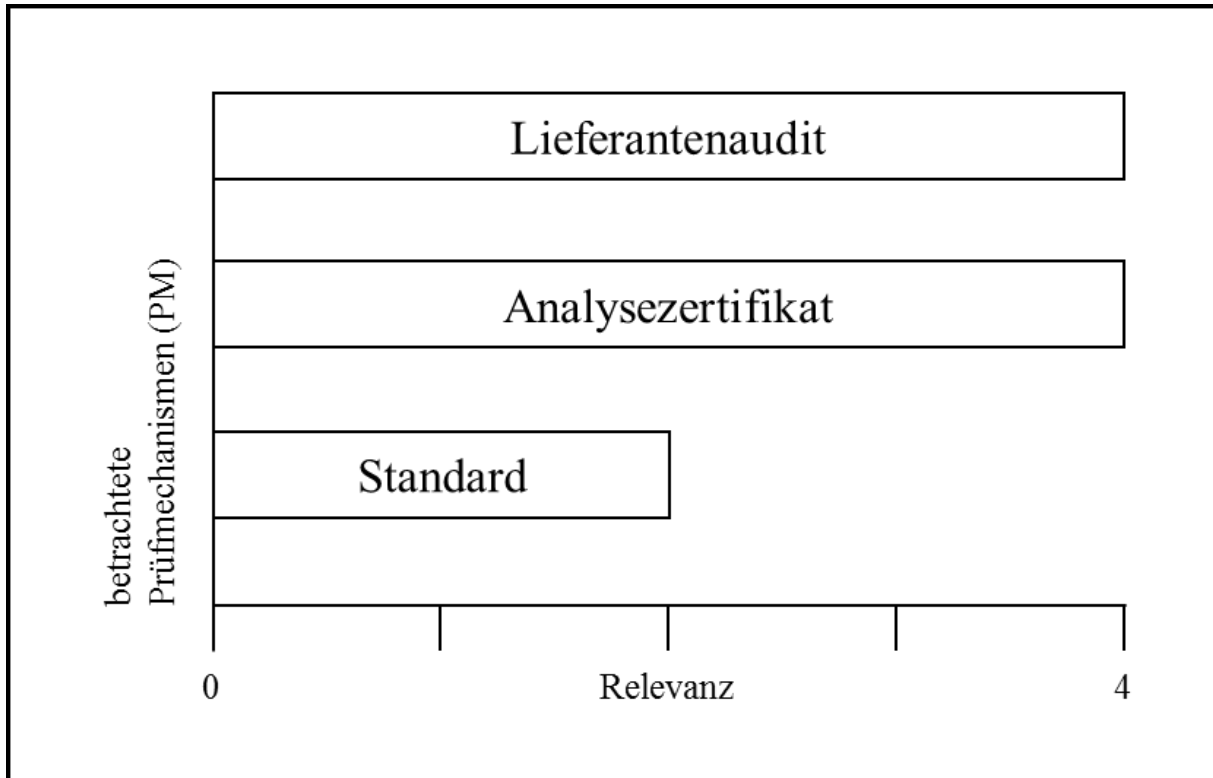 Lieferantenaudit
Analysezertifikat
Standard
betrachtete
Prüfmechanismen (PM)
0 Relevanz 4